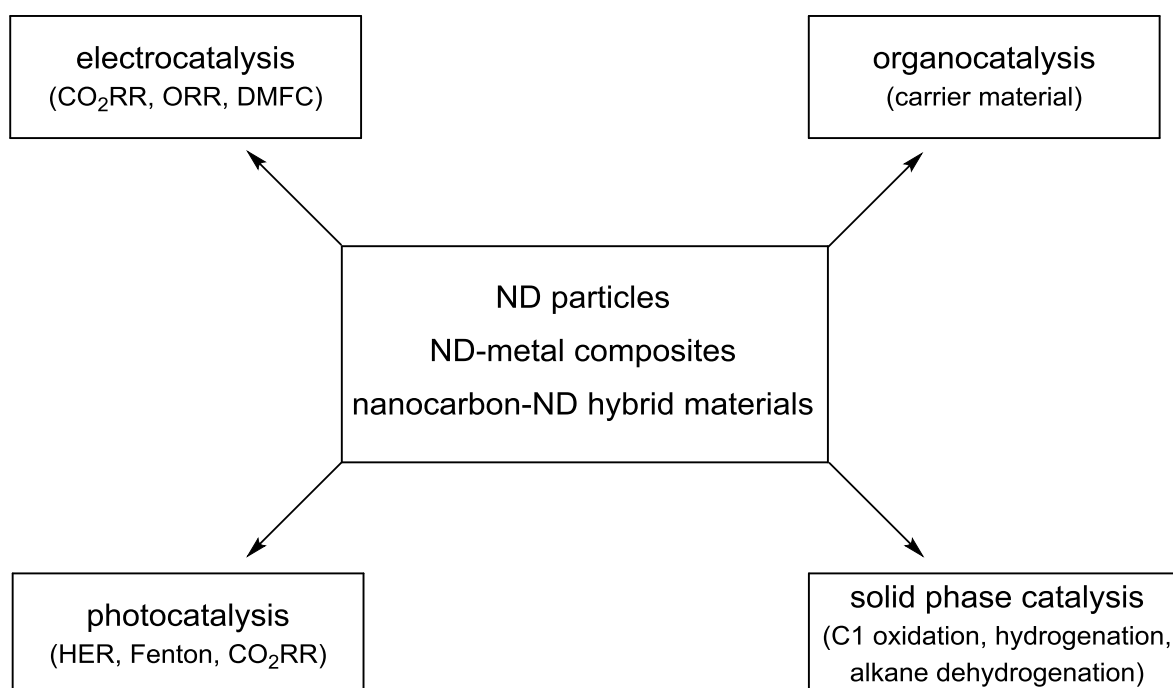 electrocatalysis
(CO₂RR, ORR, DMFC)
organocatalysis
(carrier material)
ND particles
ND-metal composites
nanocarbon-ND hybrid materials
photocatalysis
(HER, Fenton, CO₂RR)
solid phase catalysis
(C1 oxidation, hydrogenation,
alkane dehydrogenation)